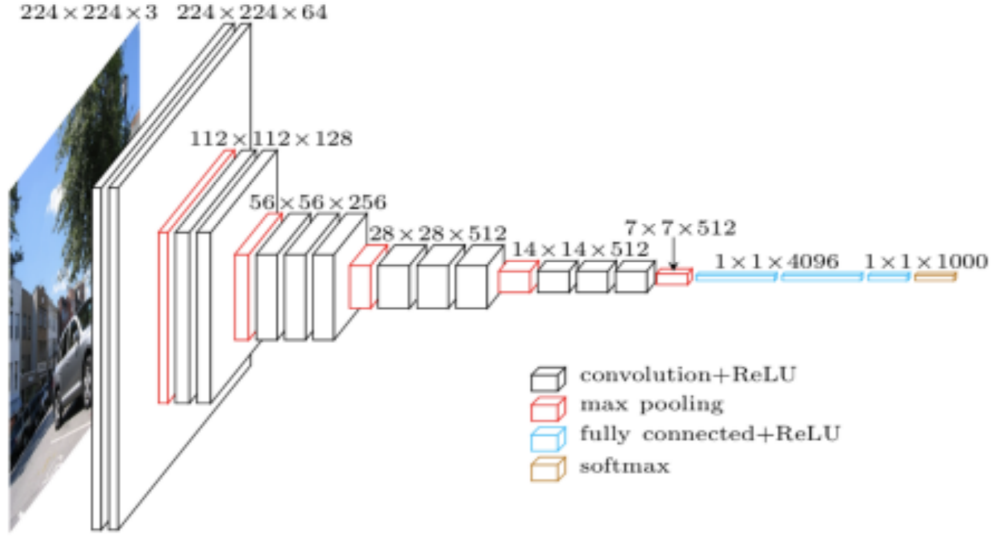 224×224×3
224×224×64
112×112×128
56×56×256
28×28×512
14×14×512
7×7×512
1×1×4096
1×1×1000
convolution+ReLU
max pooling
fully connected+ReLU
softmax